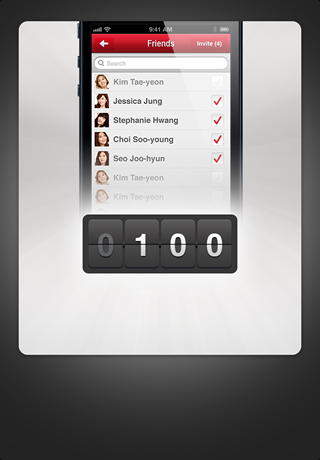 9:41 AM
Friends
Invite (4)
Search
Kim Tae-yeon
Jessica Jung
Stephanie Hwang
Choi Soo-young
Seo Joo-hyun
Kim Tae-yeon
Kim Tae-yeon
0 1 0 0